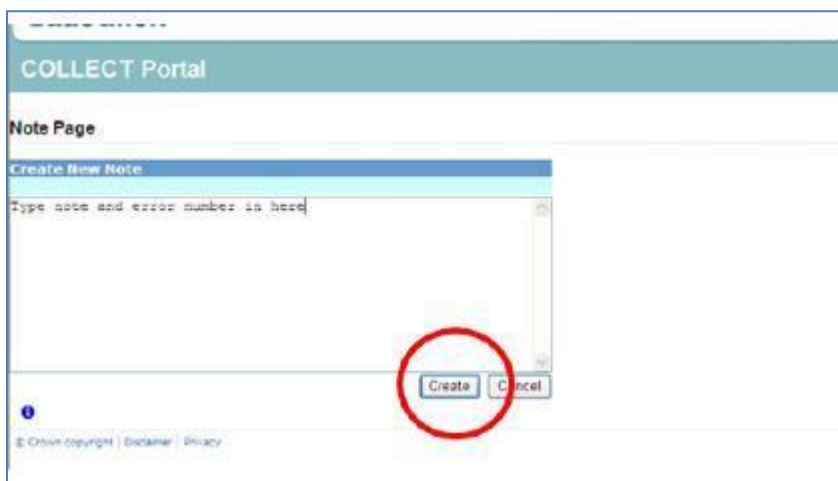 COLLECT Portal
Note Page
Create New Note
Type note and error number in here
Create Cancel
© Crown copyright | Disclaimer | Privacy